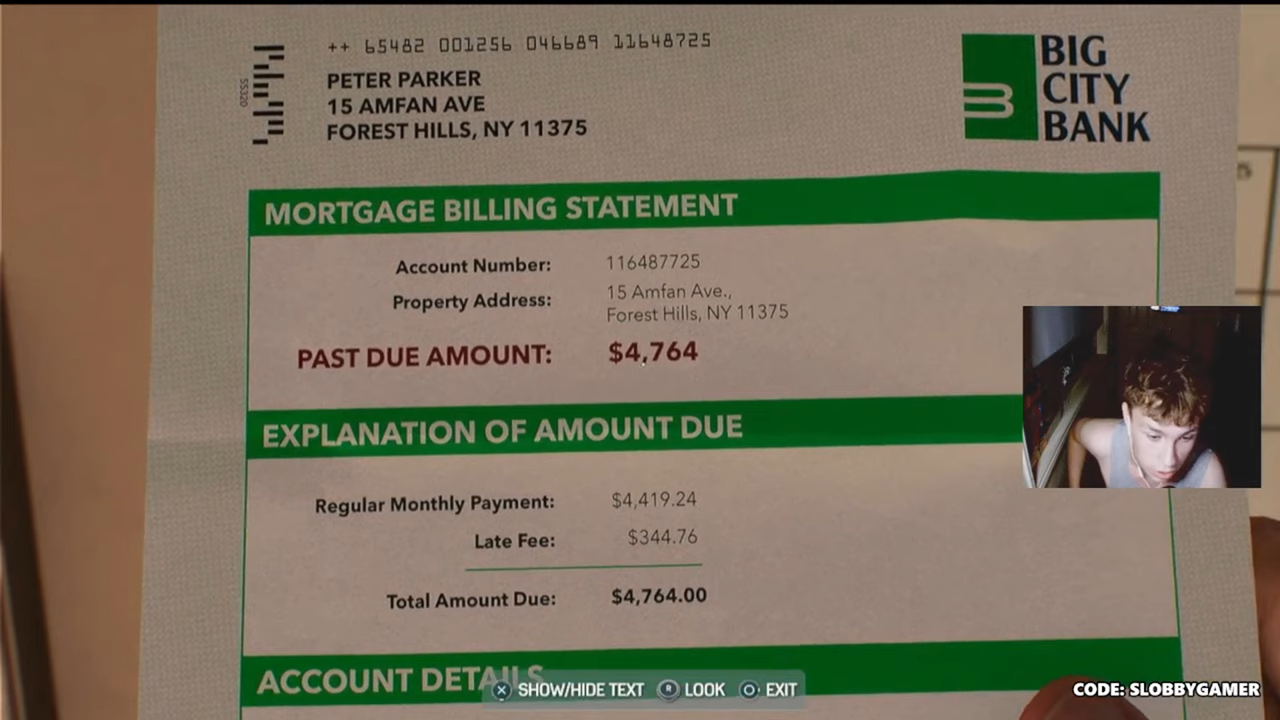 ++ 65482 001256 046689 11648725
55320
PETER PARKER
15 AMFAN AVE
FOREST HILLS, NY 11375
BIG
CITY
BANK
MORTGAGE BILLING STATEMENT
Account Number: 116487725
Property Address: 15 Amfan Ave.,
Forest Hills, NY 11375
PAST DUE AMOUNT: $4,764
EXPLANATION OF AMOUNT DUE
Regular Monthly Payment: $4,419.24
Late Fee: $344.76
Total Amount Due: $4,764.00
ACCOUNT DETAILS
SHOW/HIDE TEXT R LOOK EXIT
CODE: SLOBBYGAMER